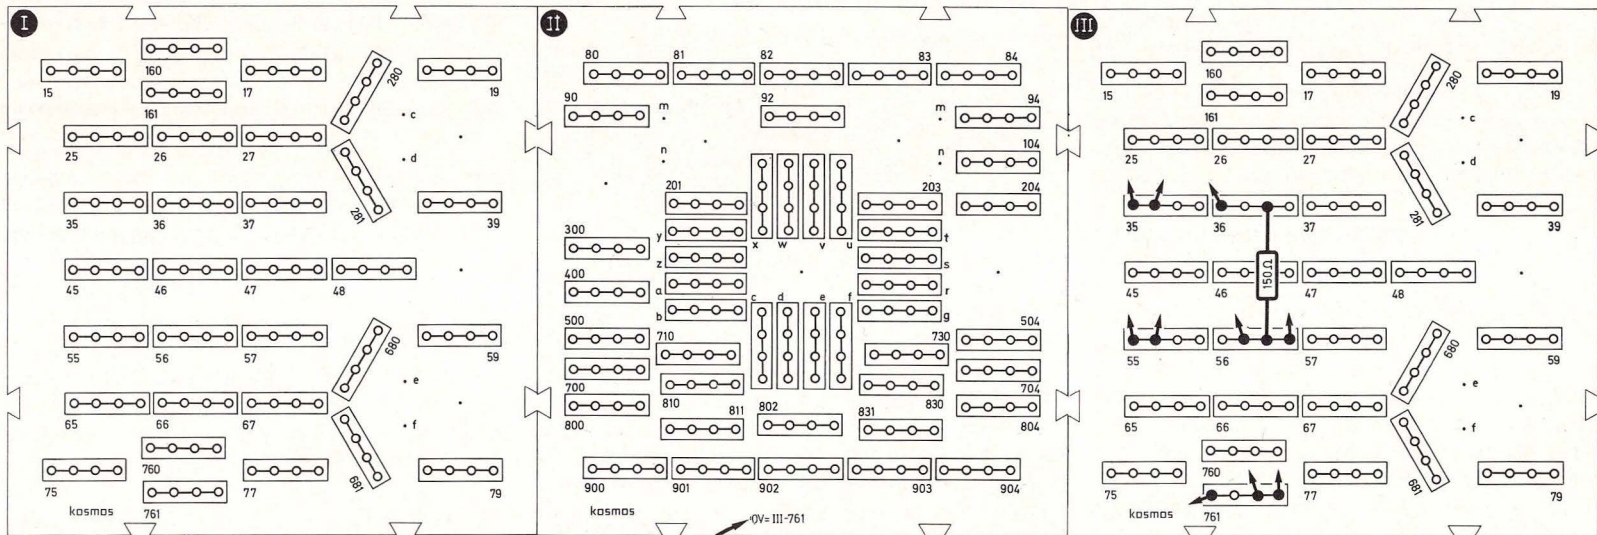 I
160
15
17
280
19
161
c
25
26
27
d
35
36
37
281
39
45
46
47
48
55
56
57
680
59
e
65
66
67
f
760
75
77
681
79
761
kosmos
II
80
81
82
83
84
90
m
92
m
94
n
n
104
201
203
204
y
x
w
v
u
t
300
z
s
400
a
c
d
e
f
r
b
g
500
710
730
504
700
810
830
704
811
802
831
800
804
900
901
902
903
904
kosmos
0V= III-761
III
160
15
17
280
19
161
c
25
26
27
d
35
36
37
281
39
150Ω
45
46
47
48
55
56
57
680
59
e
65
66
67
f
760
75
77
681
79
761
kosmos